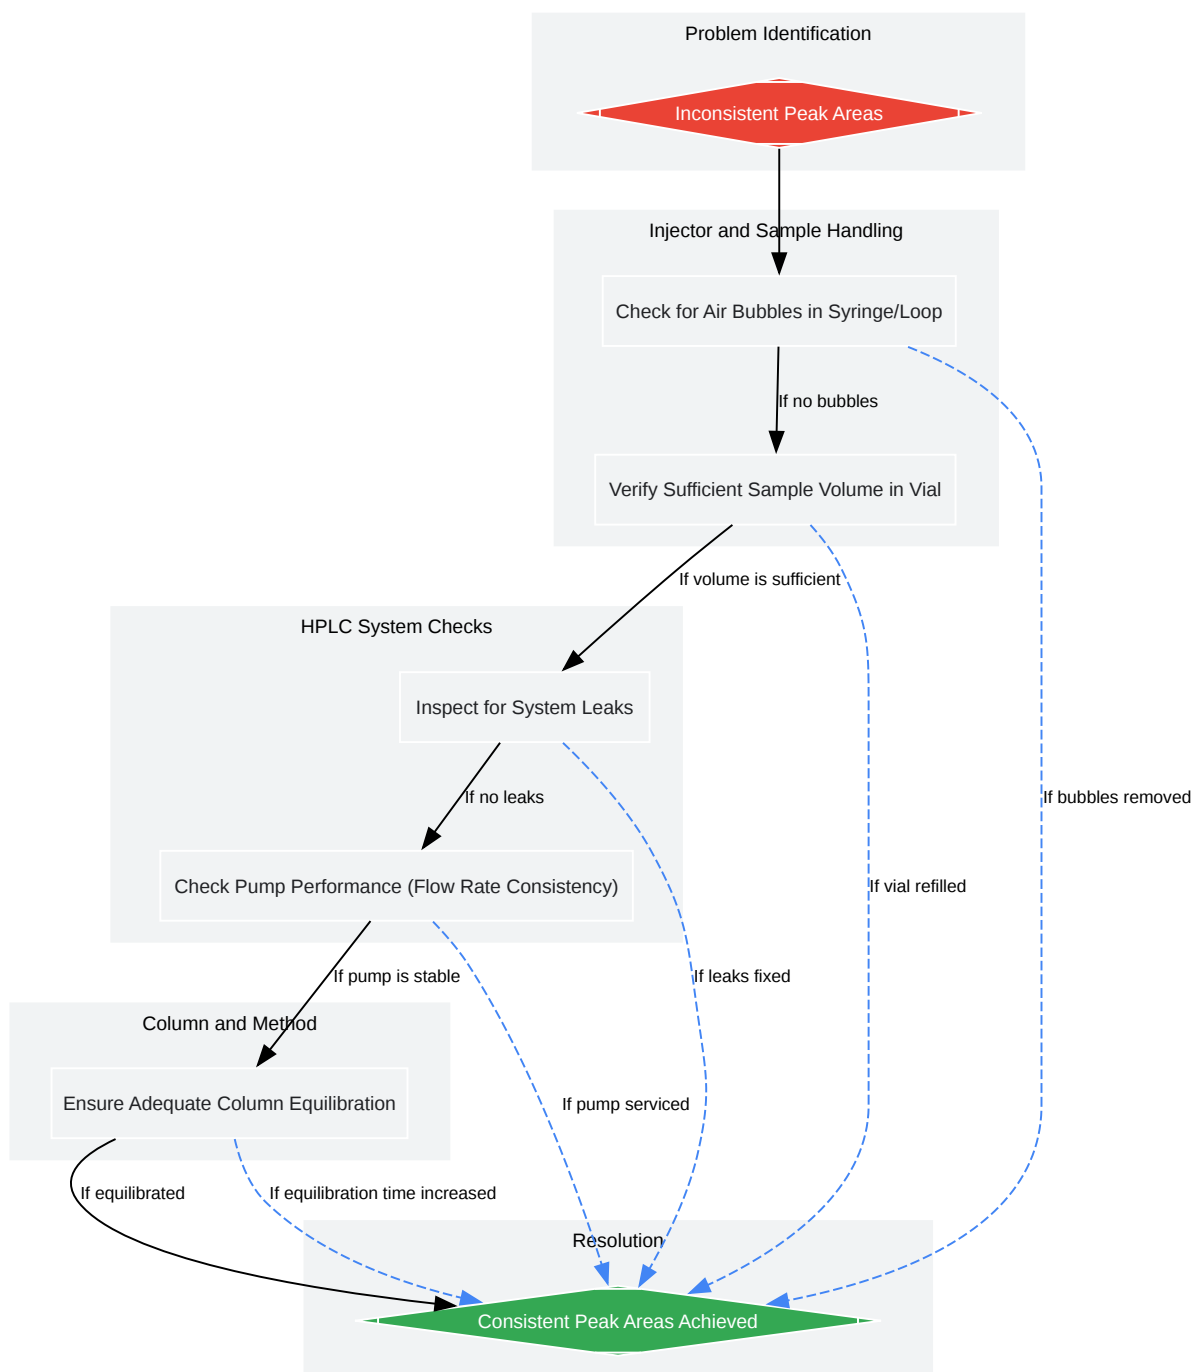 Problem Identification
Inconsistent Peak Areas
Injector and Sample Handling
Check for Air Bubbles in Syringe/Loop
If no bubbles
Verify Sufficient Sample Volume in Vial
If volume is sufficient
HPLC System Checks
Inspect for System Leaks
If no leaks
If bubbles removed
Check Pump Performance (Flow Rate Consistency)
If vial refilled
If pump is stable
If leaks fixed
Column and Method
Ensure Adequate Column Equilibration
If pump serviced
If equilibrated
If equilibration time increased
Resolution
Consistent Peak Areas Achieved